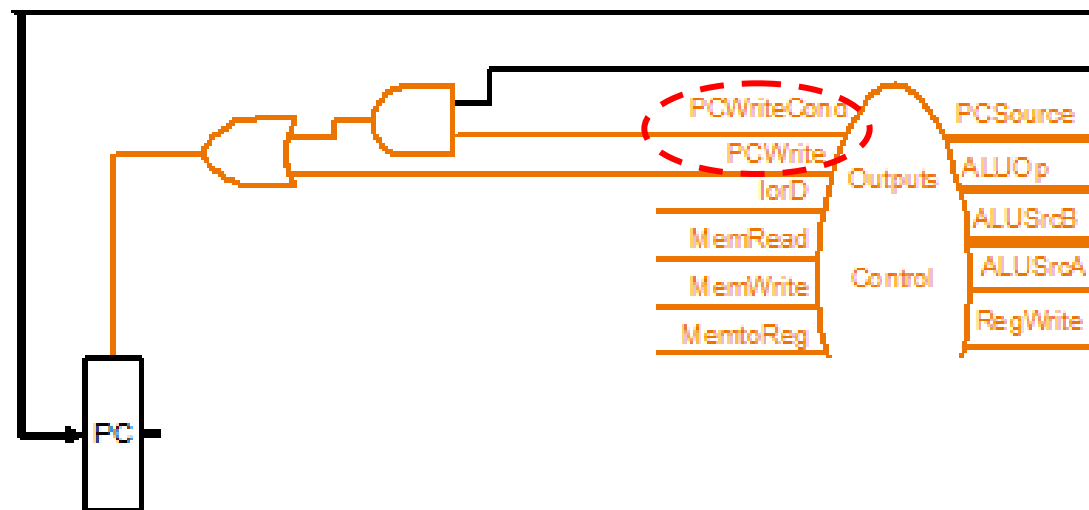 PCWriteCond
PCWrite
IorD
MemRead
MemWrite
MemtoReg
Outputs
Control
PCSource
ALUOp
ALUSrcB
ALUSrcA
RegWrite
PC